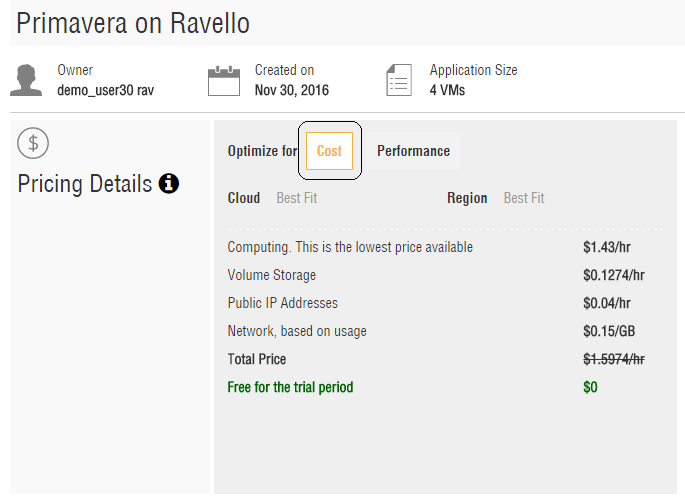 Primavera on Ravello
Owner
demo_user30 rav
Created on
Nov 30, 2016
Application Size
4 VMs
$
Pricing Details i
Optimize for Cost Performance
Cloud Best Fit Region Best Fit
Computing. This is the lowest price available $1.43/hr
Volume Storage $0.1274/hr
Public IP Addresses $0.04/hr
Network, based on usage $0.15/GB
Total Price $1.5974/hr
Free for the trial period $0